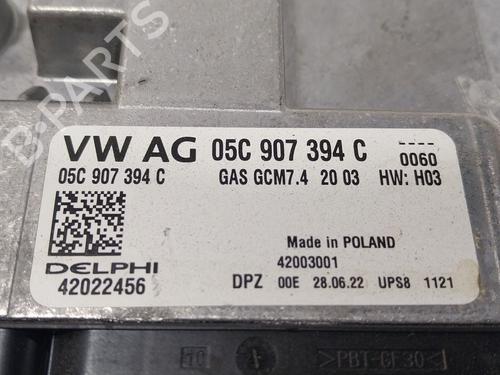 B-PARTS
VW AG 05C 907 394 C ----
0060
05C 907 394 C GAS GCM7.4 20 03 HW: H03
Made in POLAND
DELPHI 42003001
42022456 DPZ 00E 28.06.22 UPS8 1121
>PBT-GF30<